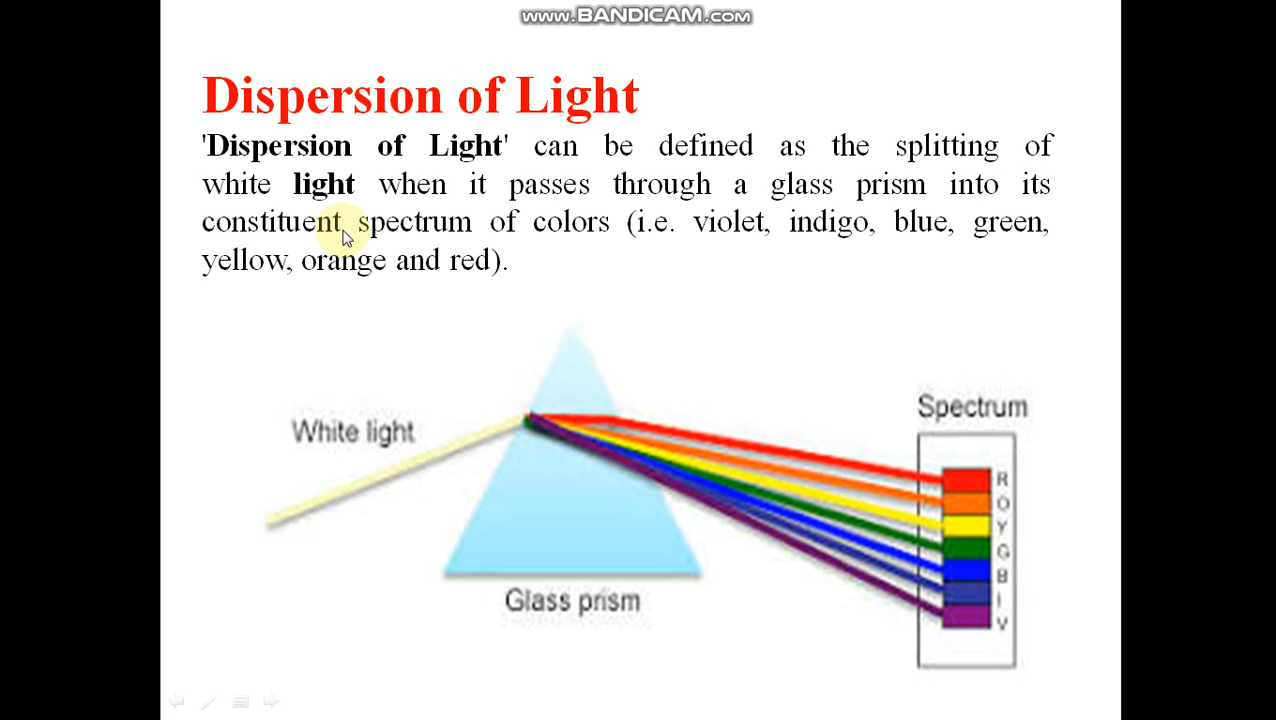 www.BANDICAM.com
Dispersion of Light
'Dispersion of Light' can be defined as the splitting of
white light when it passes through a glass prism into its
constituent spectrum of colors (i.e. violet, indigo, blue, green,
yellow, orange and red).
Spectrum
White light
R
O
Y
G
B
I
V
Glass prism